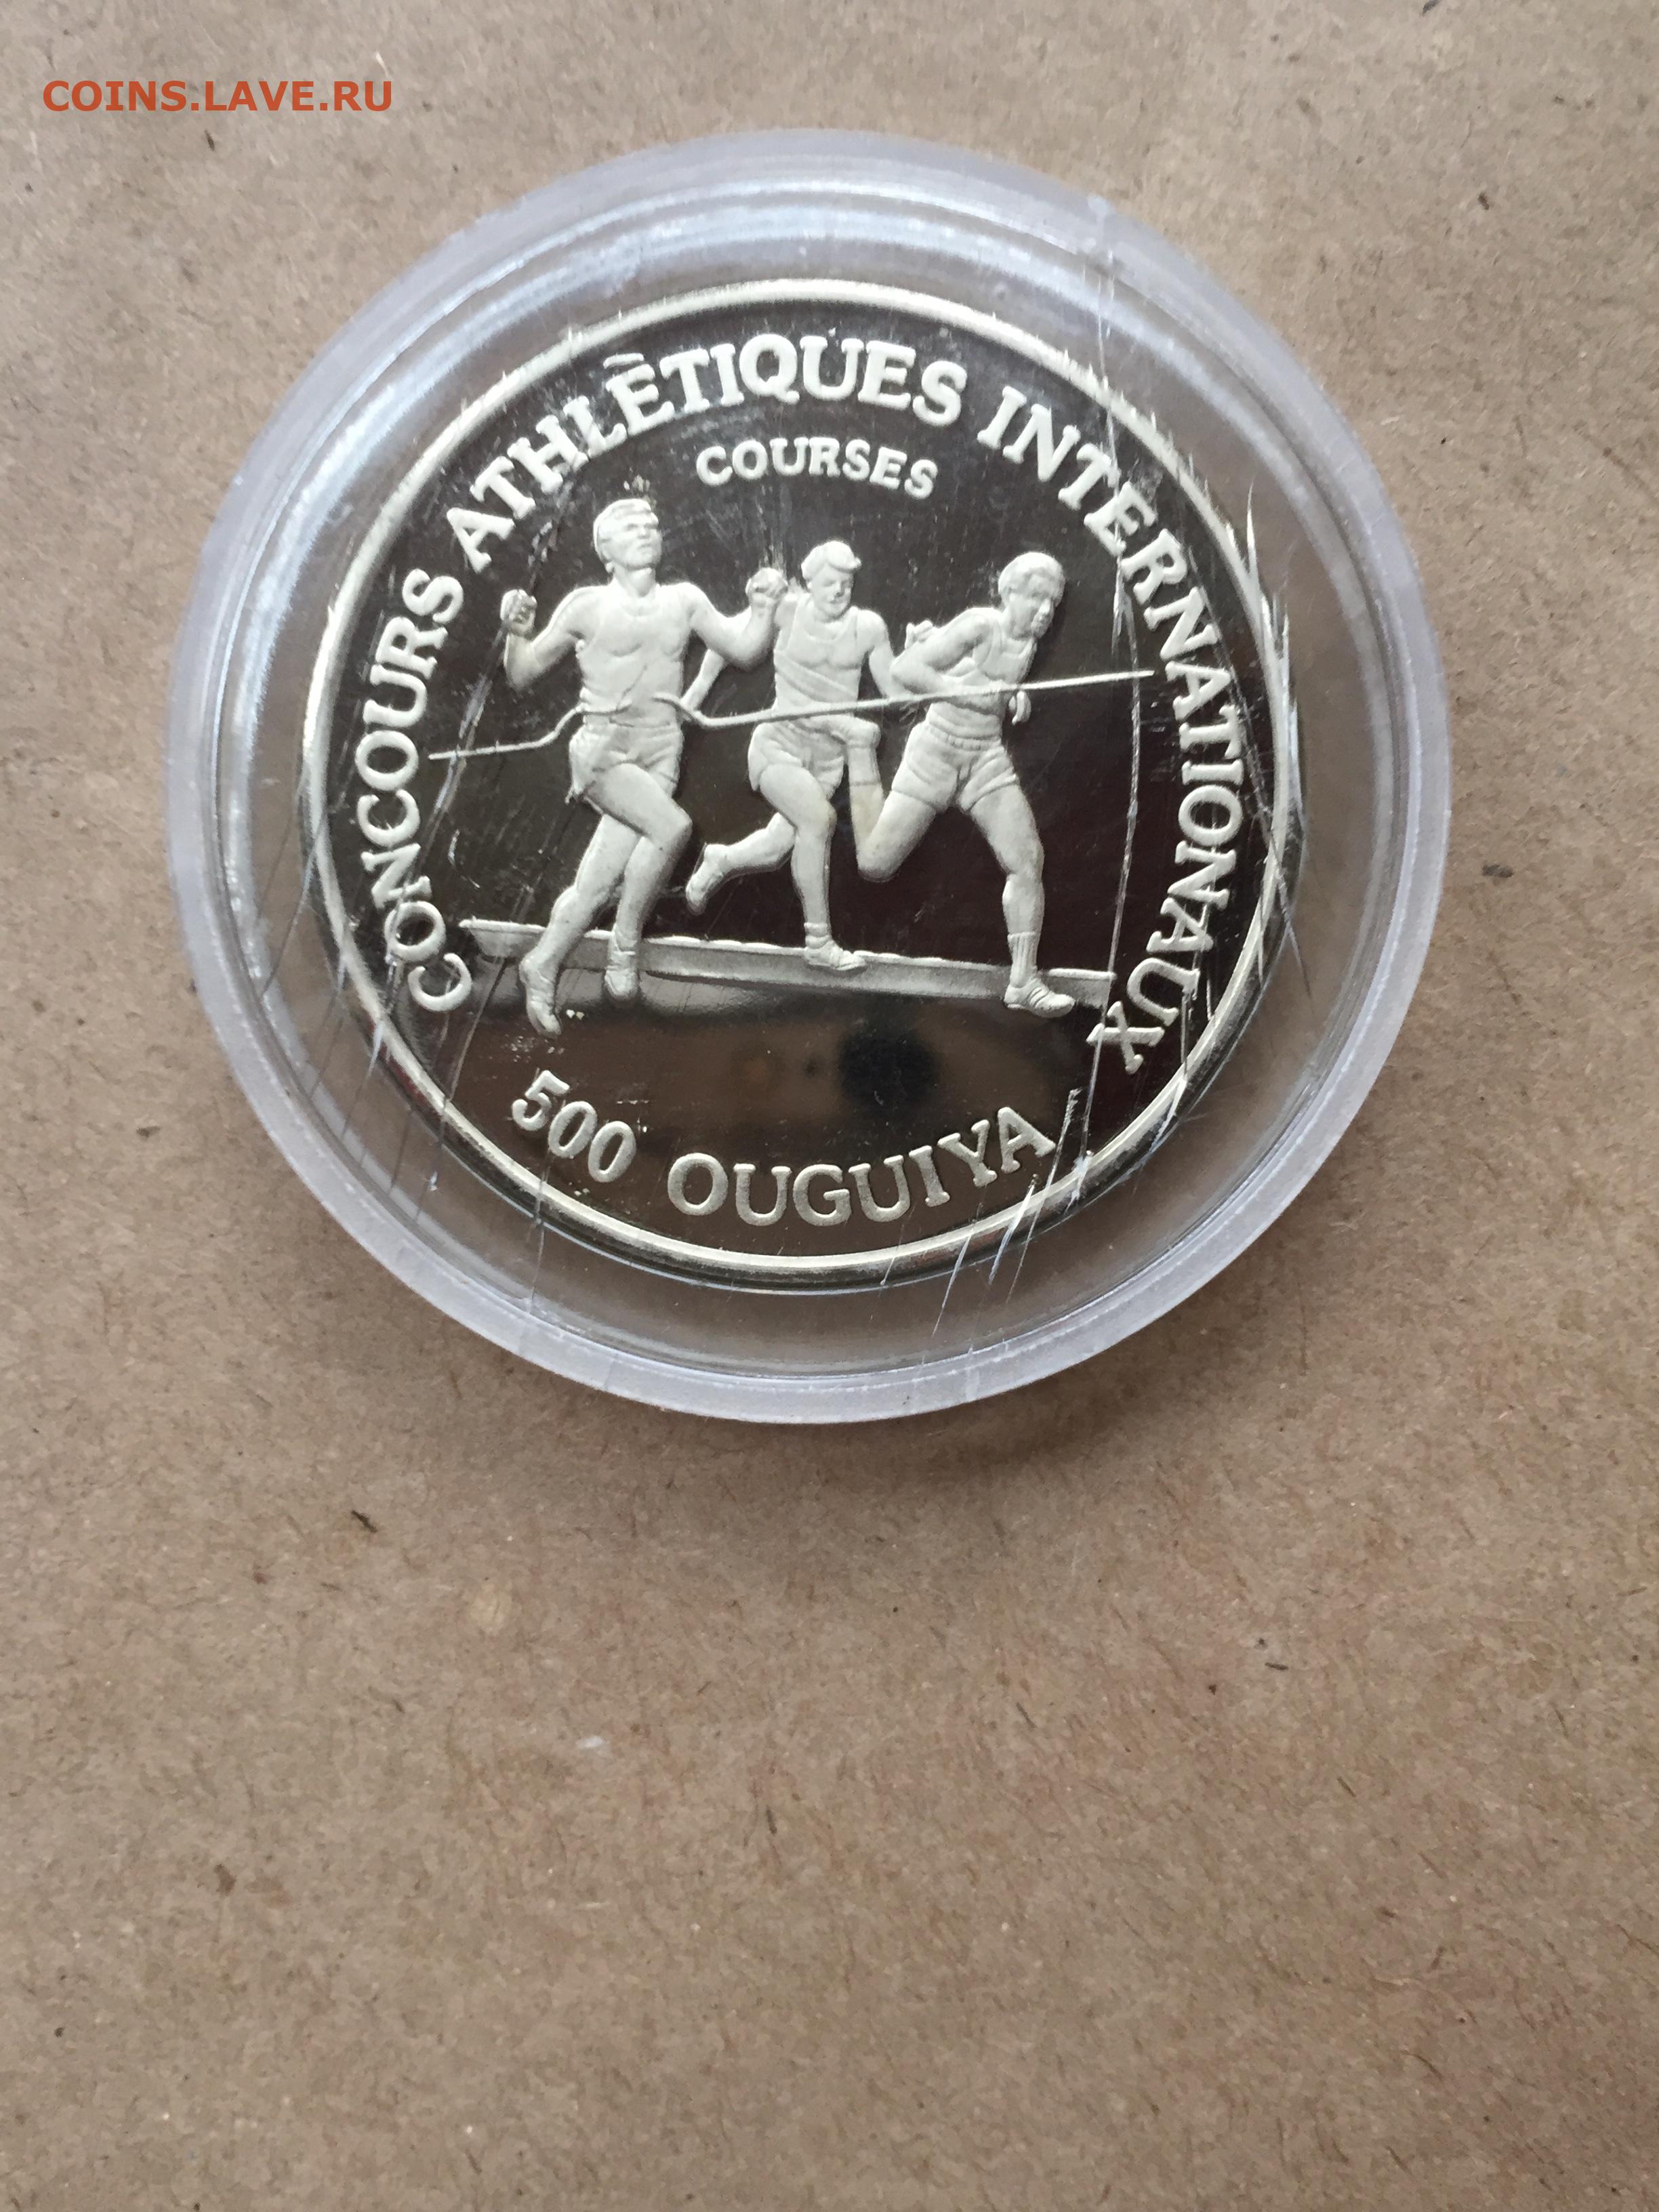 COINS.LAVE.RU
CONCOURS ATHLÈTIQUES INTERNATIONAUX
COURSES
500 OUGUIYA